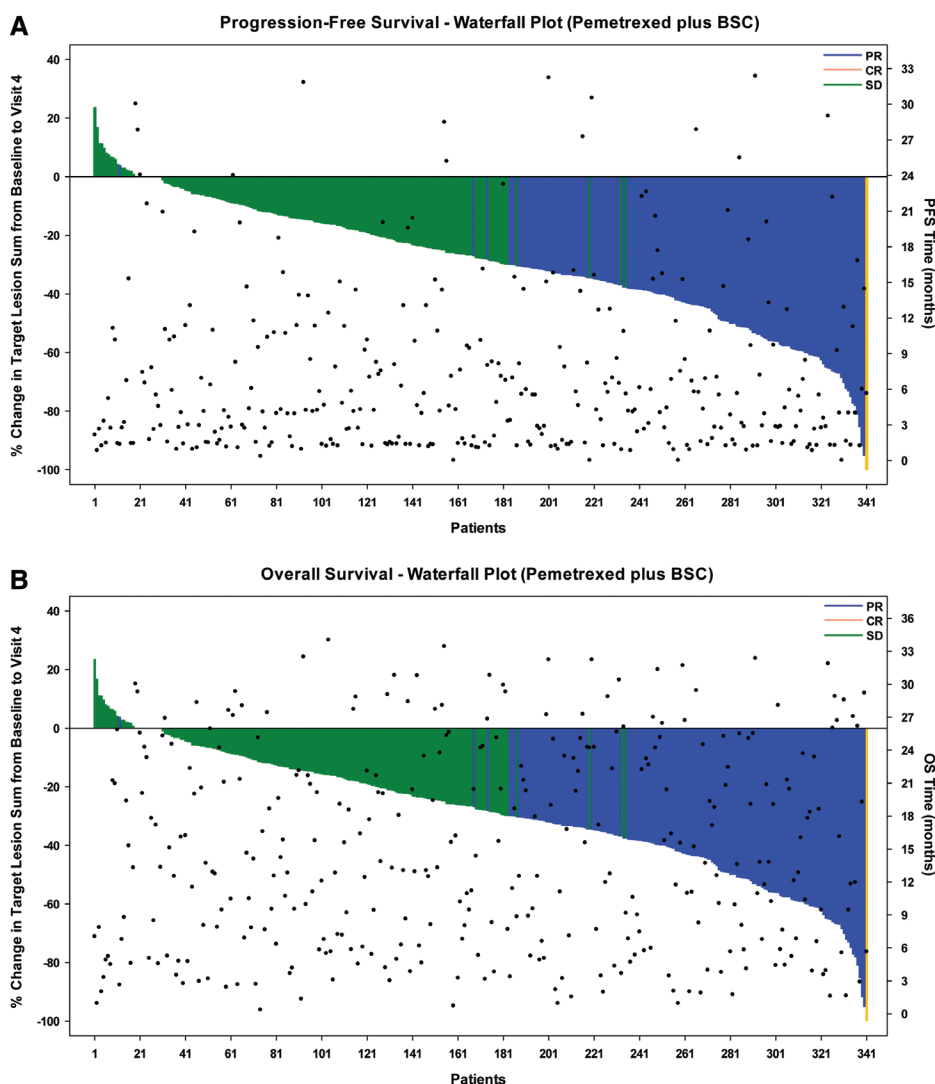 A
Progression-Free Survival - Waterfall Plot (Pemetrexed plus BSC)
% Change in Target Lesion Sum from Baseline to Visit 4
40
20
0
-20
-40
-60
-80
-100
PR
CR
SD
33
30
27
24
21
18
15
12
9
6
3
0
PFS Time (months)
1 21 41 61 81 101 121 141 161 181 201 221 241 261 281 301 321 341
Patients
B
Overall Survival - Waterfall Plot (Pemetrexed plus BSC)
% Change in Target Lesion Sum from Baseline to Visit 4
40
20
0
-20
-40
-60
-80
-100
PR
CR
SD
36
33
30
27
24
21
18
15
12
9
6
3
0
OS Time (months)
1 21 41 61 81 101 121 141 161 181 201 221 241 261 281 301 321 341
Patients